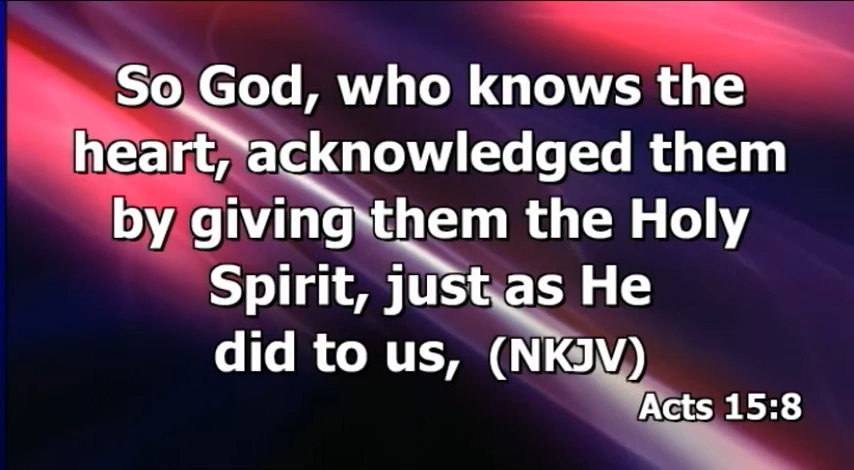 So God, who knows the
heart, acknowledged them
by giving them the Holy
Spirit, just as He
did to us, (NKJV)
Acts 15:8